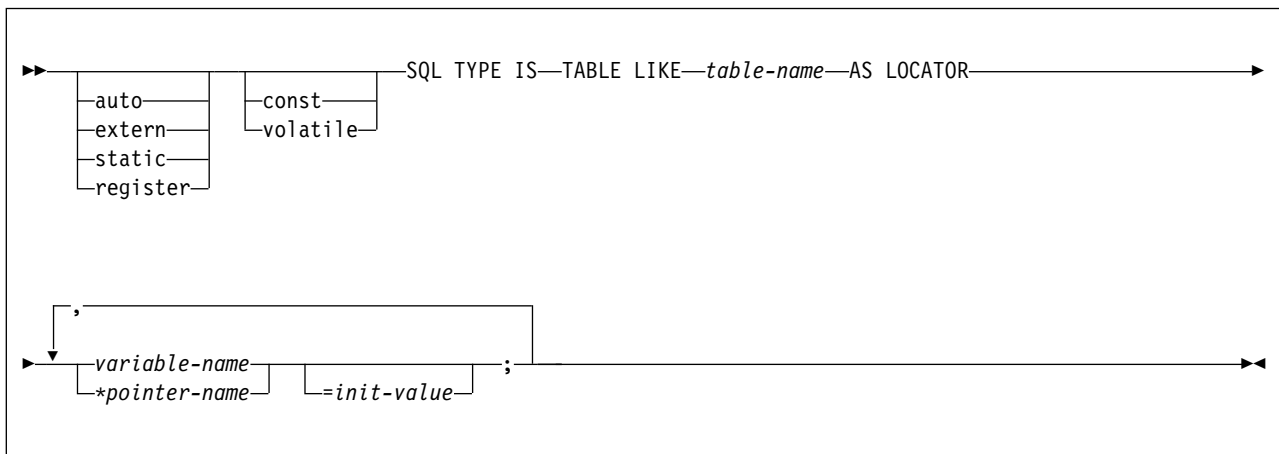 SQL TYPE IS TABLE LIKE table-name AS LOCATOR
auto const
extern volatile
static
register
,
variable-name ;
*pointer-name =init-value